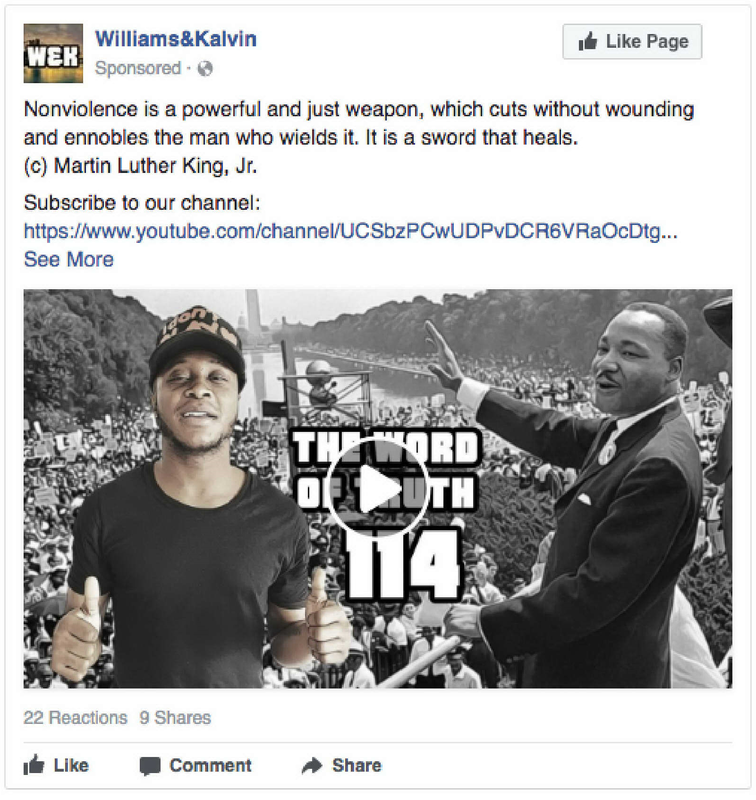 Williams&Kalvin
Like Page
W&K
Sponsored ·
Nonviolence is a powerful and just weapon, which cuts without wounding
and ennobles the man who wields it. It is a sword that heals.
(c) Martin Luther King, Jr.
Subscribe to our channel:
https://www.youtube.com/channel/UCSbzPCwUDPvDCR6VRaOcDtg...
See More
I don't
THE WORD
OF TRUTH
114
22 Reactions 9 Shares
Like Comment Share